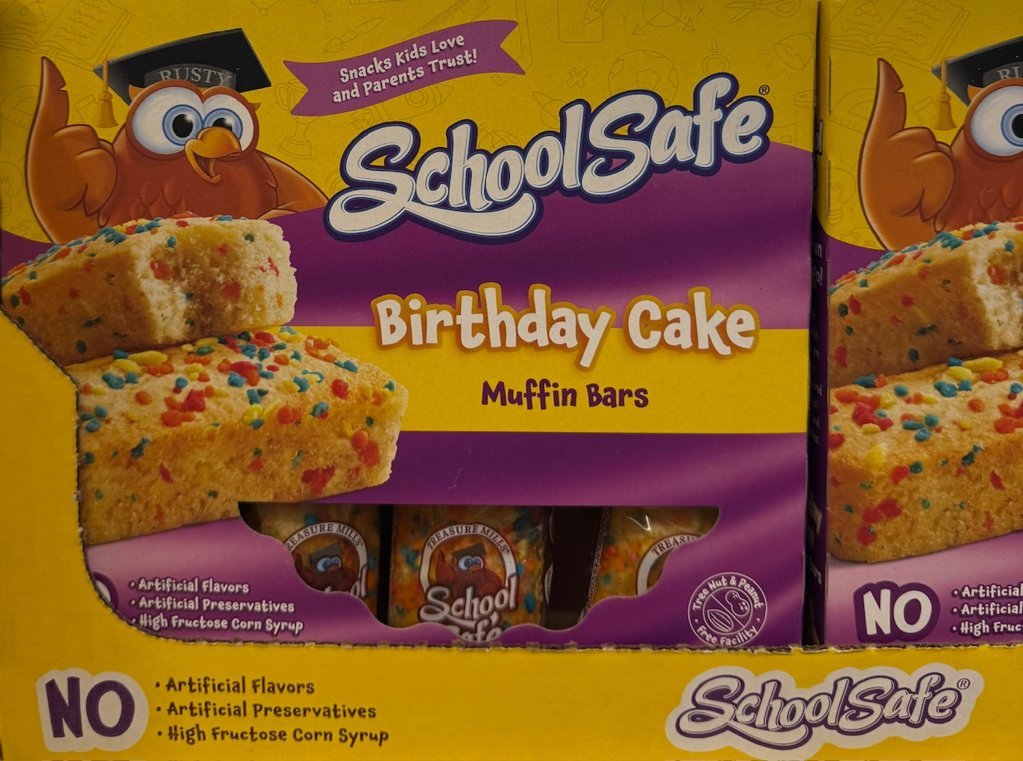 RUSTY
Snacks Kids Love
and Parents Trust!
SchoolSafe®
Birthday Cake
Muffin Bars
TREASURE MILLS
School
Safe
• Artificial Flavors
• Artificial Preservatives
• High Fructose Corn Syrup
Tree Nut & Peanut
• Free Facility •
NO
• Artificial
• Artificial
• High
NO
• Artificial Flavors
• Artificial Preservatives
• High Fructose Corn Syrup
SchoolSafe®